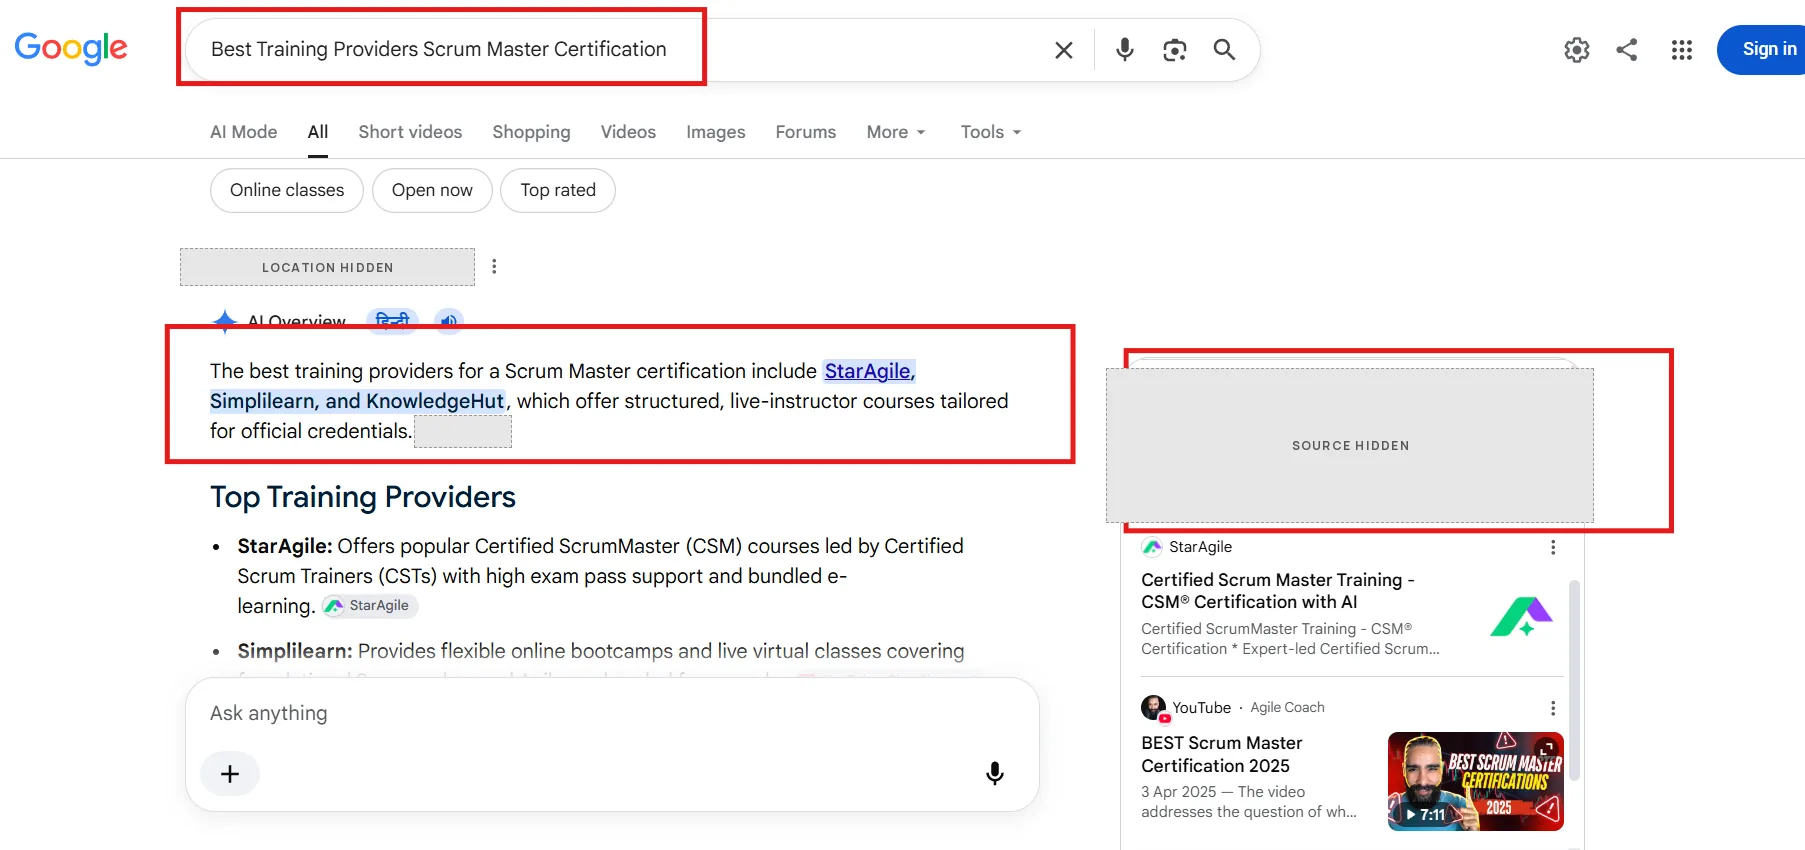 Google
Best Training Providers Scrum Master Certification
Sign in
AI Mode All Short videos Shopping Videos Images Forums More Tools
Online classes Open now Top rated
LOCATION HIDDEN
AI Overview हिन्दी
The best training providers for a Scrum Master certification include StarAgile,
Simplilearn, and KnowledgeHut, which offer structured, live-instructor courses tailored
for official credentials.
Top Training Providers
• StarAgile: Offers popular Certified ScrumMaster (CSM) courses led by Certified
Scrum Trainers (CSTs) with high exam pass support and bundled e-
learning. StarAgile
• Simplilearn: Provides flexible online bootcamps and live virtual classes covering
Ask anything
SOURCE HIDDEN
StarAgile
Certified Scrum Master Training -
CSM® Certification with AI
Certified ScrumMaster Training - CSM®
Certification * Expert-led Certified Scrum...
YouTube · Agile Coach
BEST Scrum Master
Certification 2025
3 Apr 2025 — The video
addresses the question of wh...
BEST SCRUM MASTER
CERTIFICATIONS
2025
7:11